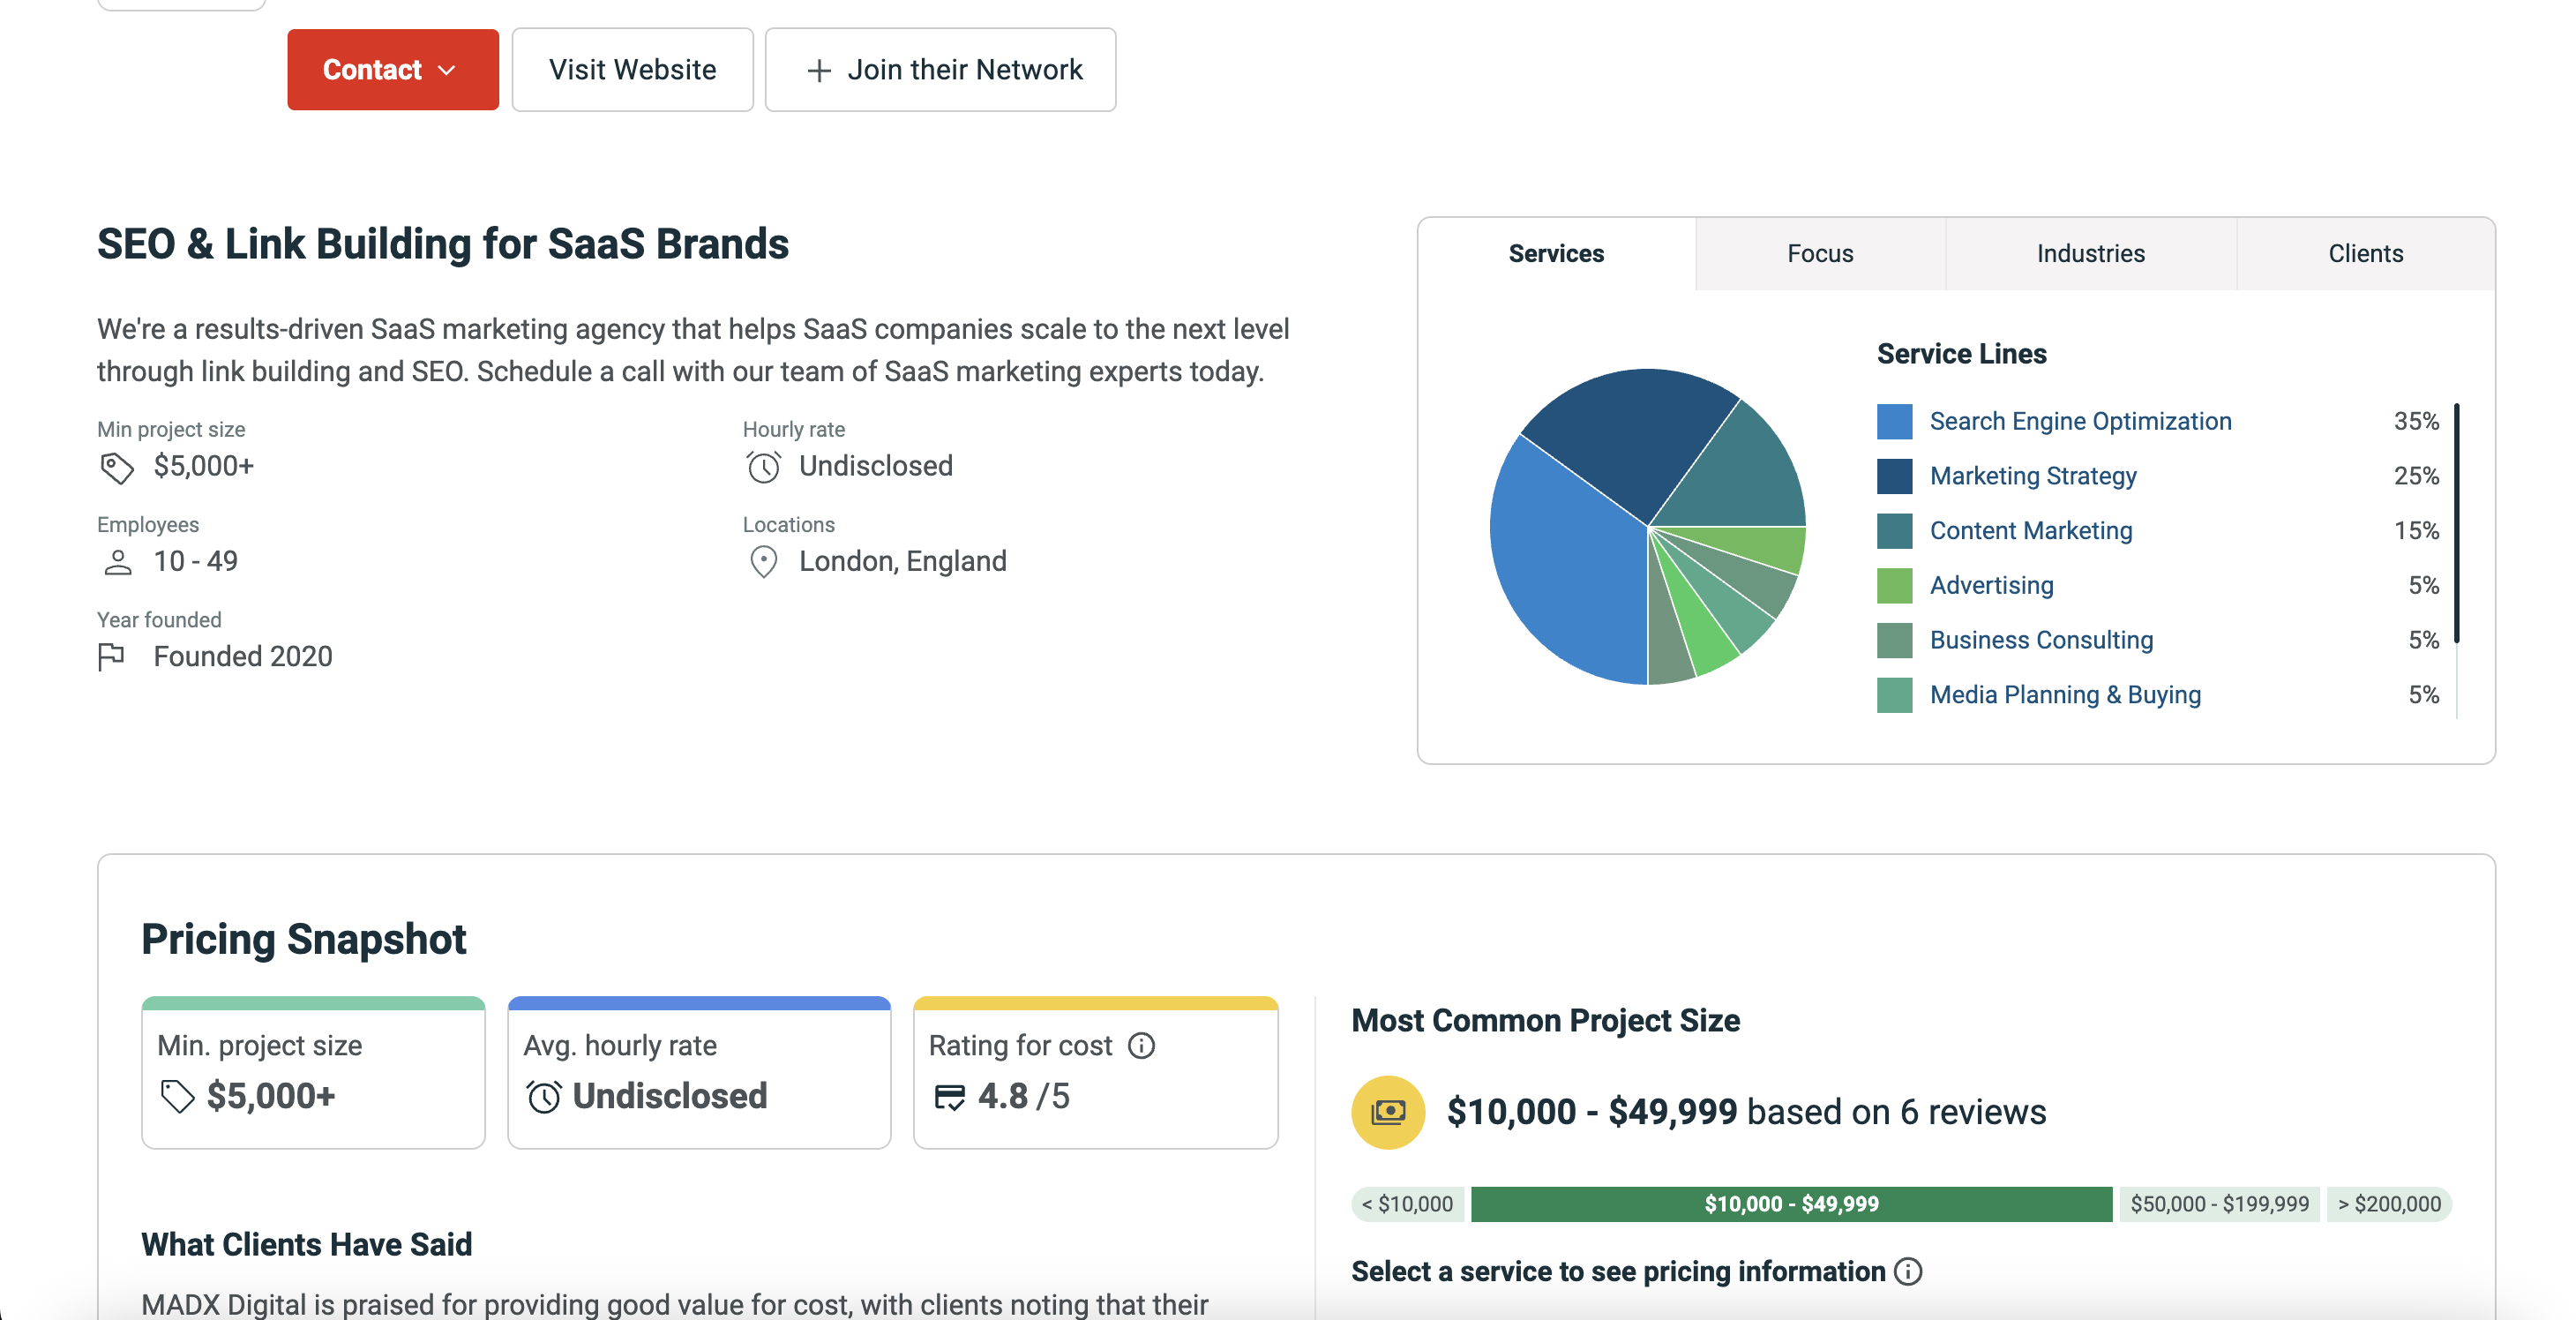 Contact
Visit Website
+ Join their Network
SEO & Link Building for SaaS Brands
We're a results-driven SaaS marketing agency that helps SaaS companies scale to the next level
through link building and SEO. Schedule a call with our team of SaaS marketing experts today.
Min project size
$5,000+
Hourly rate
Undisclosed
Employees
10 - 49
Locations
London, England
Year founded
Founded 2020
Services
Focus
Industries
Clients
Service Lines
Search Engine Optimization 35%
Marketing Strategy 25%
Content Marketing 15%
Advertising 5%
Business Consulting 5%
Media Planning & Buying 5%
Pricing Snapshot
Min. project size
$5,000+
Avg. hourly rate
Undisclosed
Rating for cost
4.8 /5
What Clients Have Said
MADX Digital is praised for providing good value for cost, with clients noting that their
Most Common Project Size
$10,000 - $49,999 based on 6 reviews
< $10,000
$10,000 - $49,999
$50,000 - $199,999
> $200,000
Select a service to see pricing information